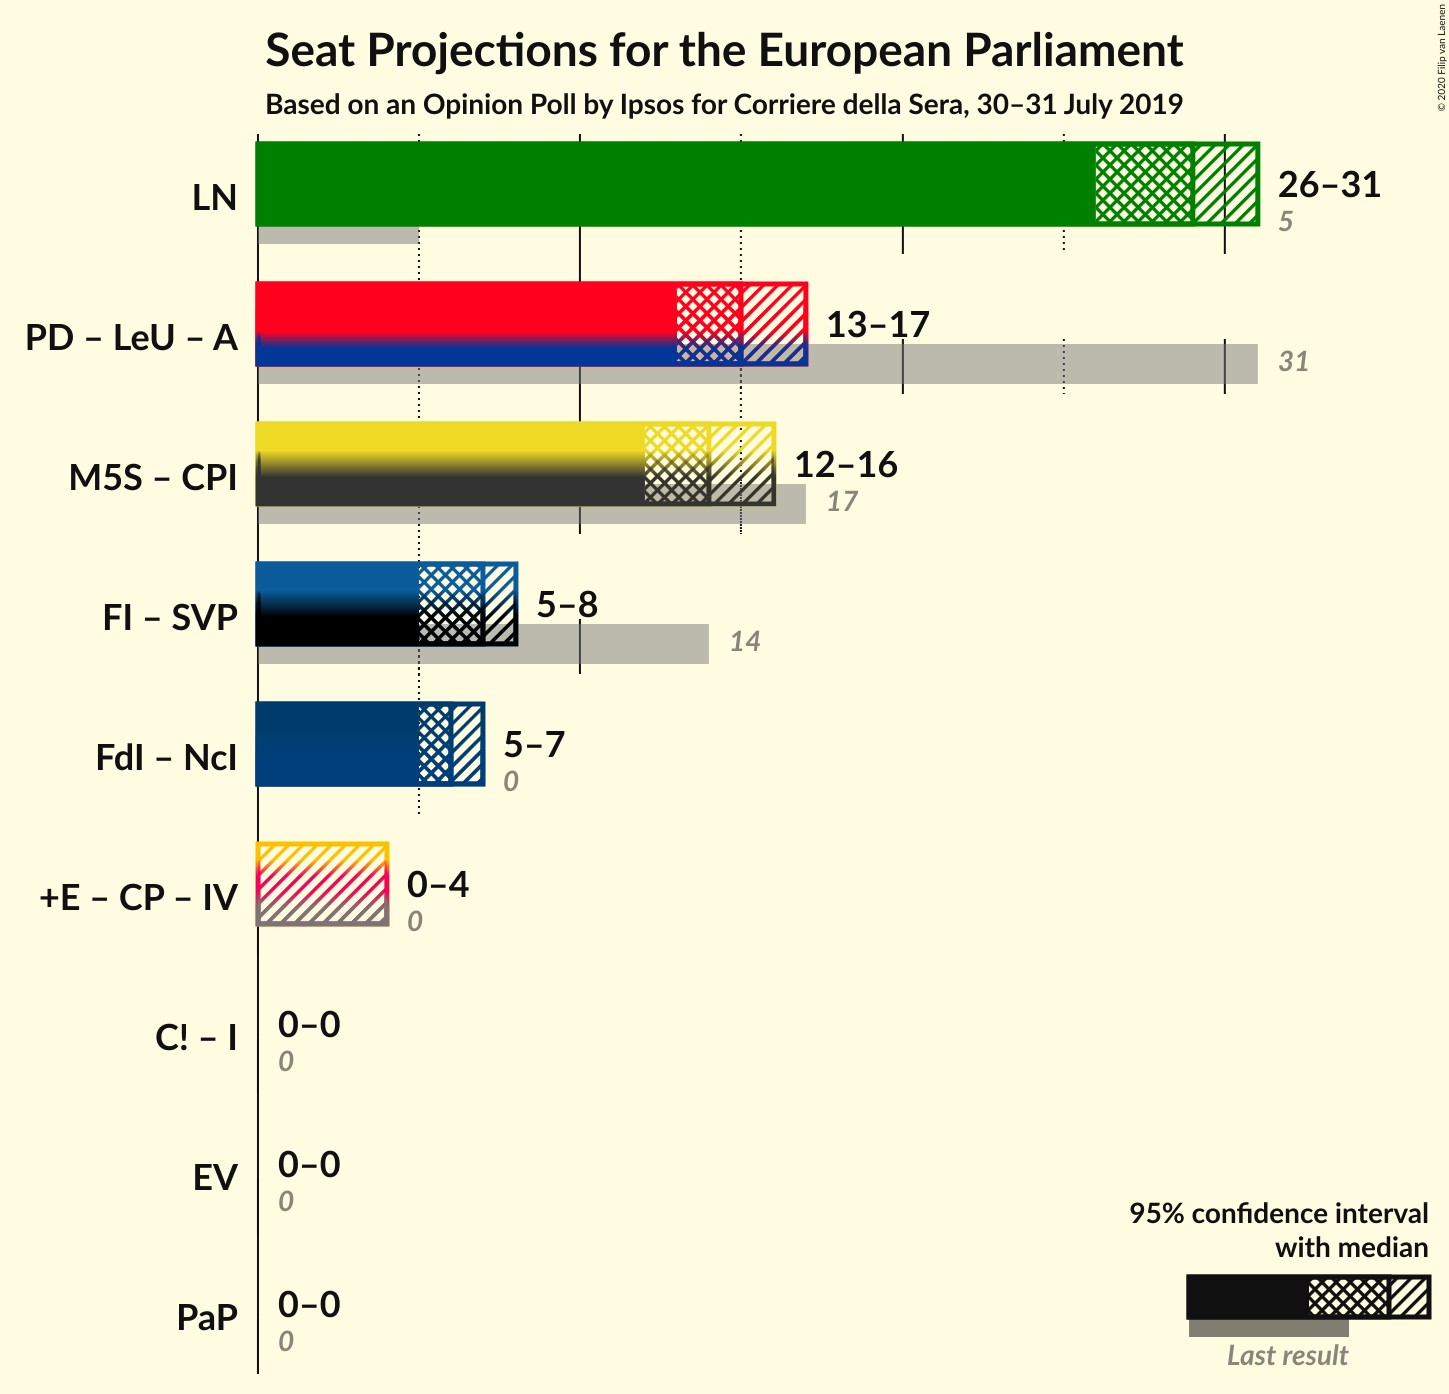 Seat Projections for the European Parliament
Based on an Opinion Poll by Ipsos for Corriere della Sera, 30–31 July 2019
© 2020 Filip van Laenen
LN
26–31
5
PD – LeU – A
13–17
31
M5S – CPI
12–16
17
FI – SVP
5–8
14
FdI – NcI
5–7
0
+E – CP – IV
0–4
0
C! – I
0–0
0
EV
0–0
0
PaP
0–0
0
95% confidence interval
with median
Last result